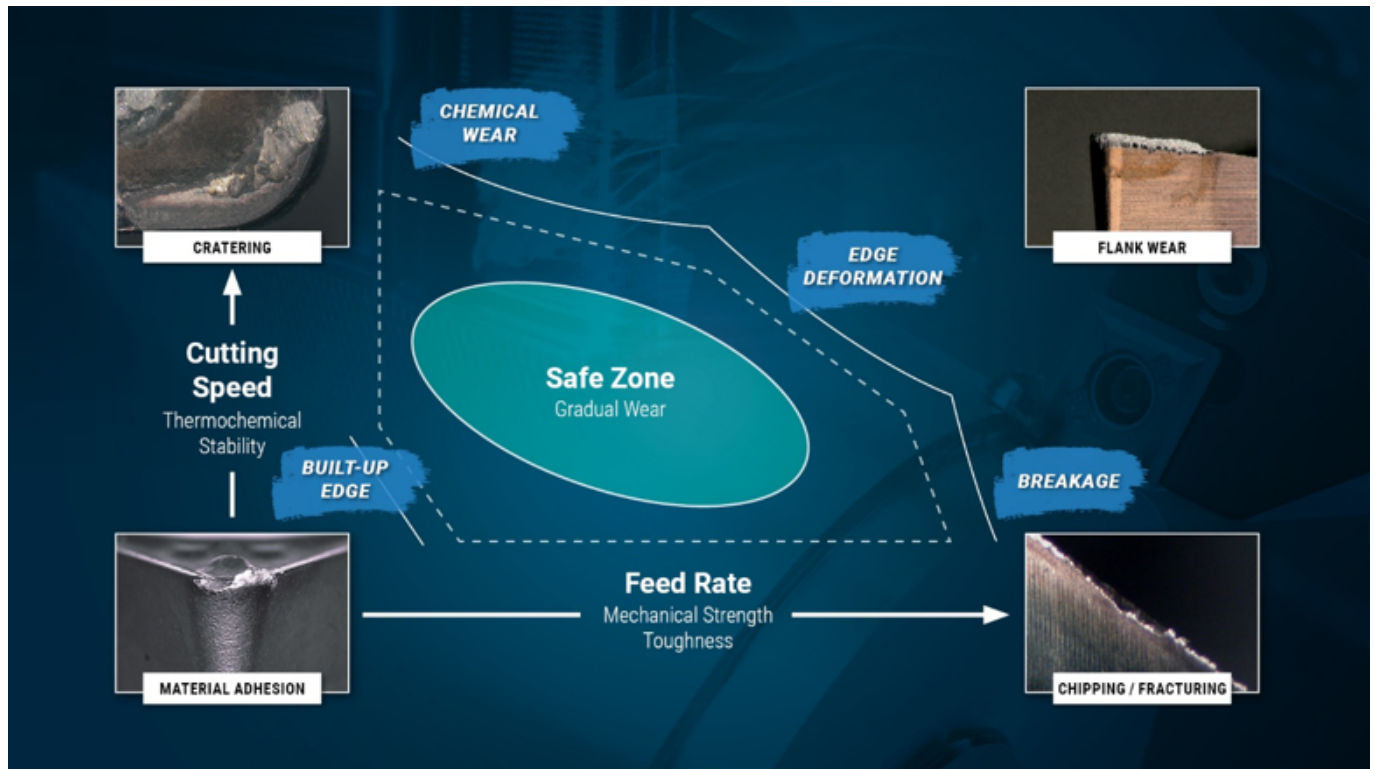 CHEMICAL
WEAR
CRATERING
FLANK WEAR
EDGE
DEFORMATION
Cutting
Speed
Thermochemical
Stability
Safe Zone
Gradual Wear
BUILT-UP
EDGE
BREAKAGE
Feed Rate
Mechanical Strength
Toughness
MATERIAL ADHESION
CHIPPING / FRACTURING